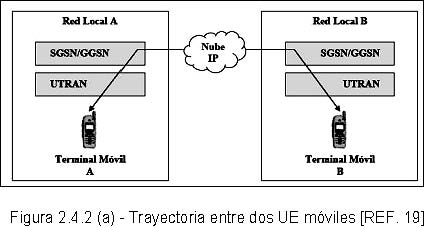 Red Local A
SGSN/GGSN
UTRAN
Terminal Móvil
A
Nube
IP
Red Local B
SGSN/GGSN
UTRAN
Terminal Móvil
B
Figura 2.4.2 (a) - Trayectoria entre dos UE móviles [REF. 19]